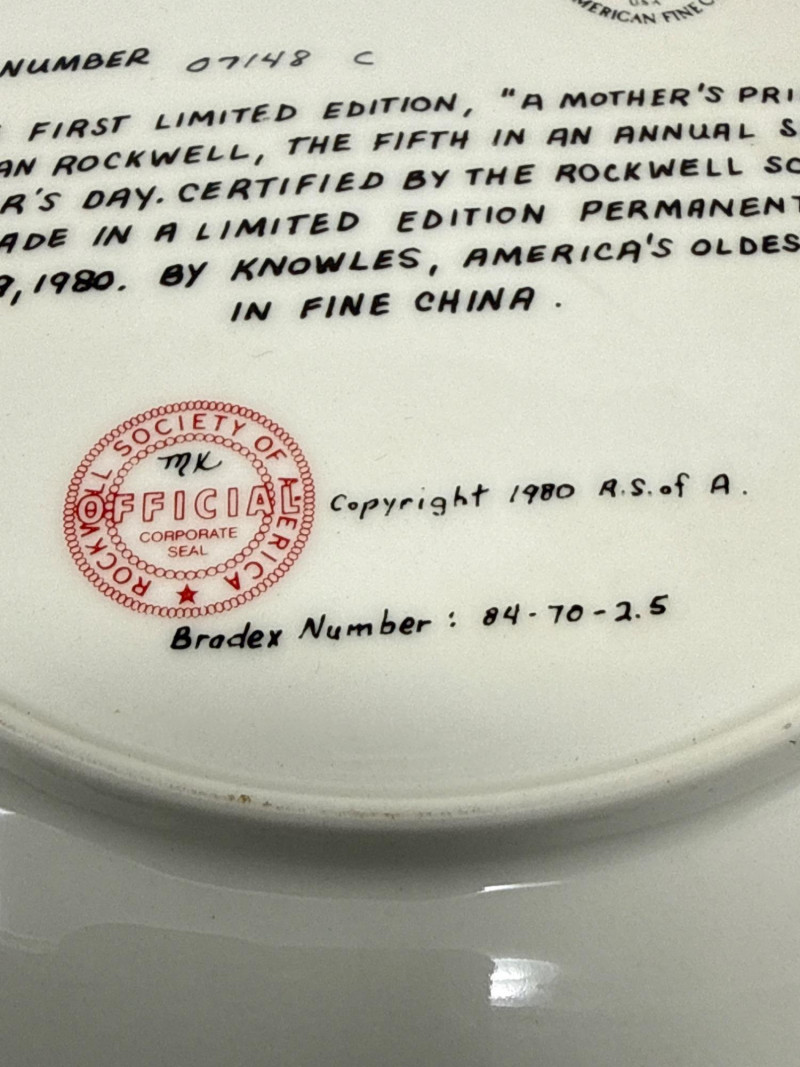 U.S.A.
MERICAN FINE C
NUMBER 07148 C
FIRST LIMITED EDITION, "A MOTHER'S PRI
AN ROCKWELL, THE FIFTH IN AN ANNUAL S
R'S DAY. CERTIFIED BY THE ROCKWELL SO
ADE IN A LIMITED EDITION PERMANENT
9, 1980. BY KNOWLES, AMERICA'S OLDES
IN FINE CHINA.
ROCKWELL SOCIETY OF AMERICA
MK
OFFICIAL
CORPORATE
SEAL
Copyright 1980 R.S. of A.
Bradex Number: 84-70-2.5